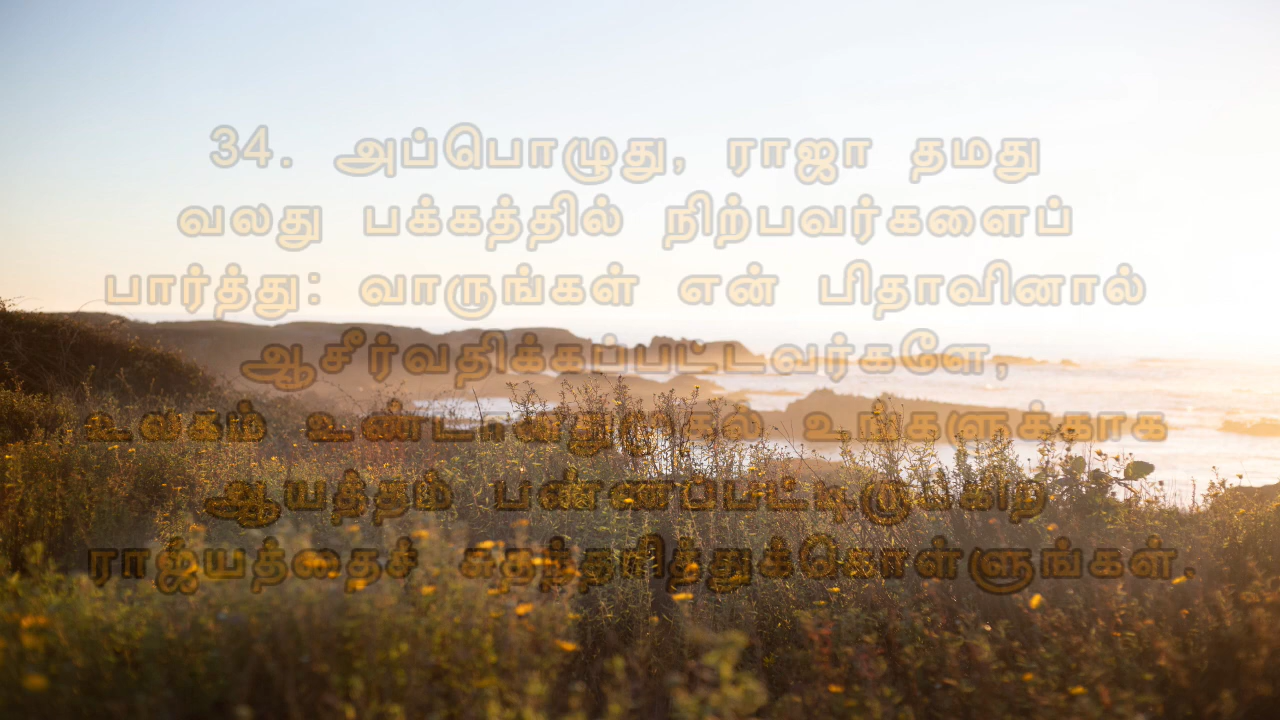 34. அப்பொழுது, ராஜா தமது
வலது பக்கத்தில் நிற்பவர்களைப்
பார்த்து: வாருங்கள் என் பிதாவினால்
ஆசீர்வதிக்கப்பட்டவர்களே,
உலகம் உண்டானதுமுதல் உங்களுக்காக
ஆயத்தம் பண்ணப்பட்டிருக்கிற
ராஜ்யத்தைச் சுதந்தரித்துக்கொள்ளுங்கள்.